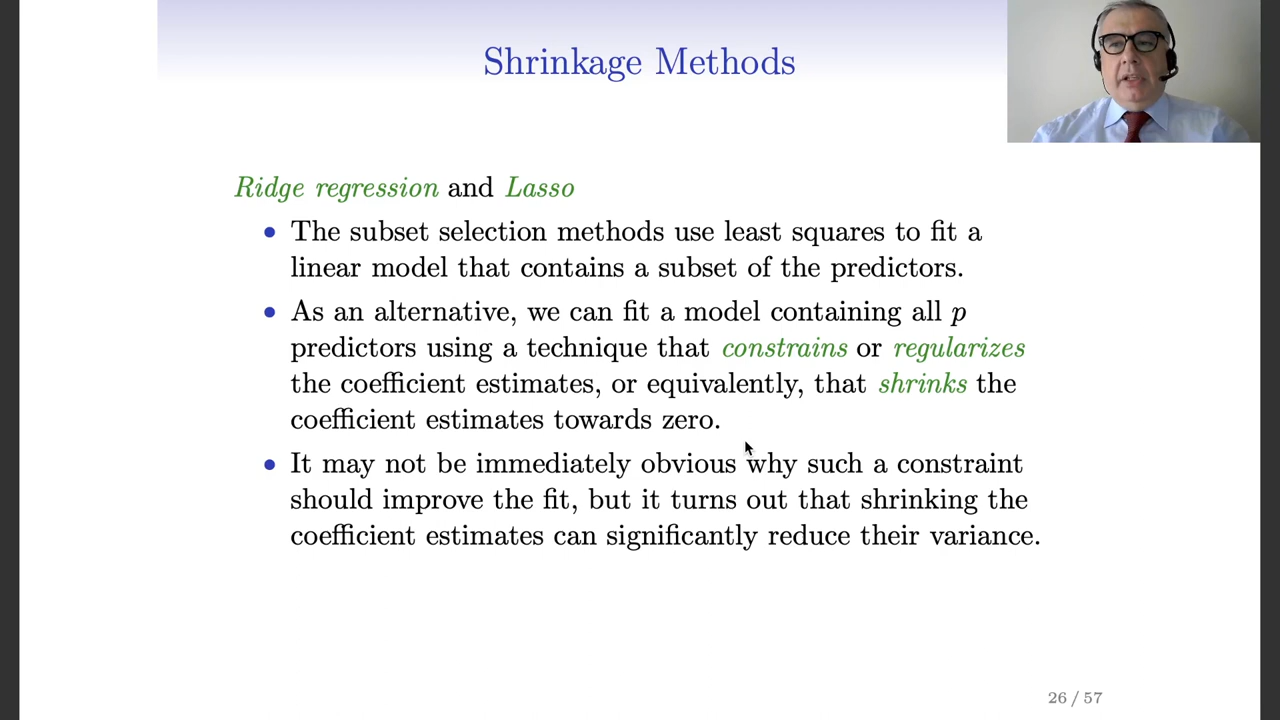 Shrinkage Methods
Ridge regression and Lasso
• The subset selection methods use least squares to fit a
linear model that contains a subset of the predictors.
• As an alternative, we can fit a model containing all p
predictors using a technique that constrains or regularizes
the coefficient estimates, or equivalently, that shrinks the
coefficient estimates towards zero.
• It may not be immediately obvious why such a constraint
should improve the fit, but it turns out that shrinking the
coefficient estimates can significantly reduce their variance.
26 / 57